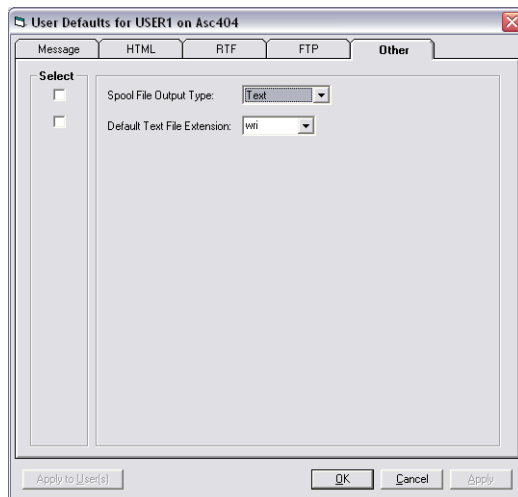 User Defaults for USER1 on Asc404
Message HTML RTF FTP Other
Select
Spool File Output Type: Text
Default Text File Extension: wri
Apply to User(s) OK Cancel Apply